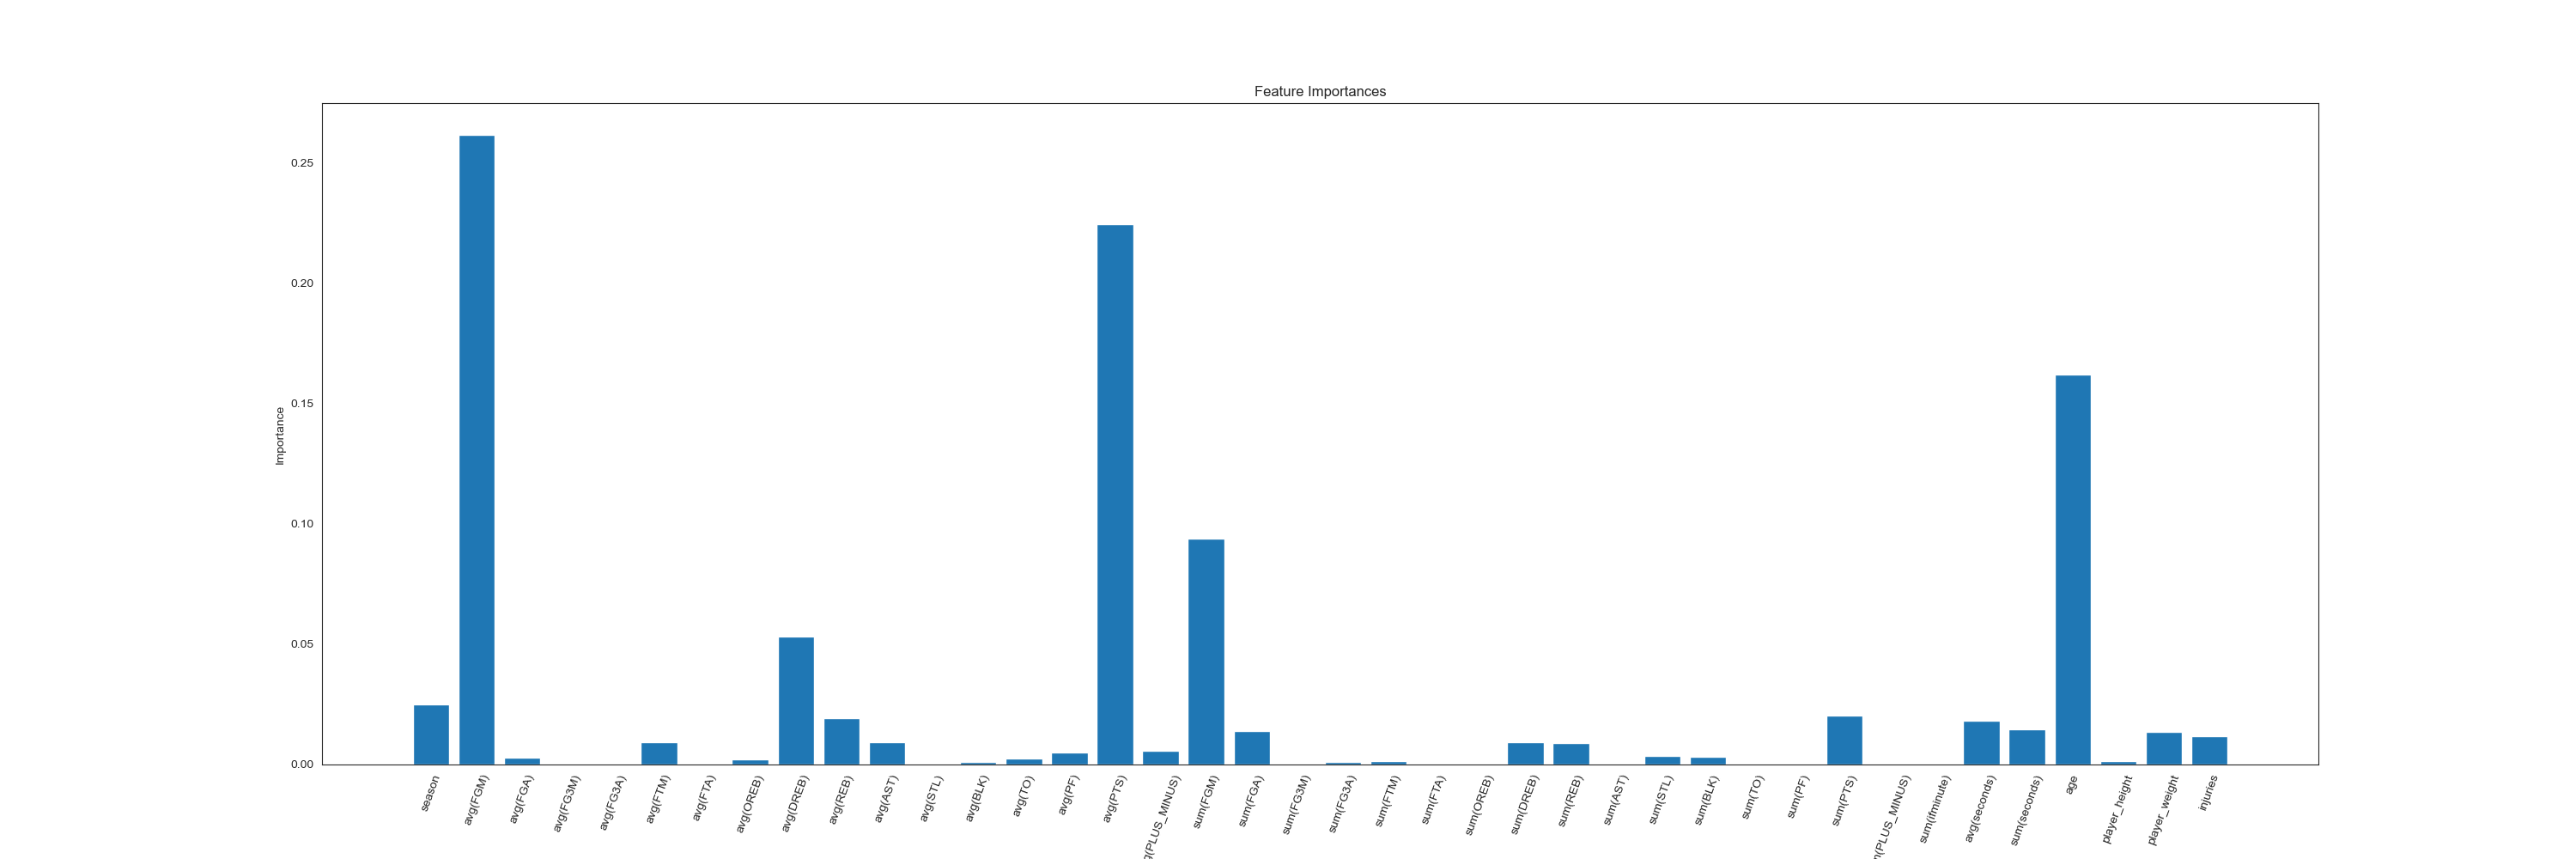 Feature Importances
0.25
0.20
0.15
0.10
0.05
0.00
Importance
season
avg(FGM)
avg(FGA)
avg(FG3M)
avg(FG3A)
avg(FTM)
avg(FTA)
avg(OREB)
avg(DREB)
avg(REB)
avg(AST)
avg(STL)
avg(BLK)
avg(TO)
avg(PF)
avg(PTS)
g(PLUS_MINUS)
sum(FGM)
sum(FGA)
sum(FG3M)
sum(FG3A)
sum(FTM)
sum(FTA)
sum(OREB)
sum(DREB)
sum(REB)
sum(AST)
sum(STL)
sum(BLK)
sum(TO)
sum(PF)
sum(PTS)
n(PLUS_MINUS)
sum(ifminute)
avg(seconds)
sum(seconds)
age
player_height
player_weight
injuries